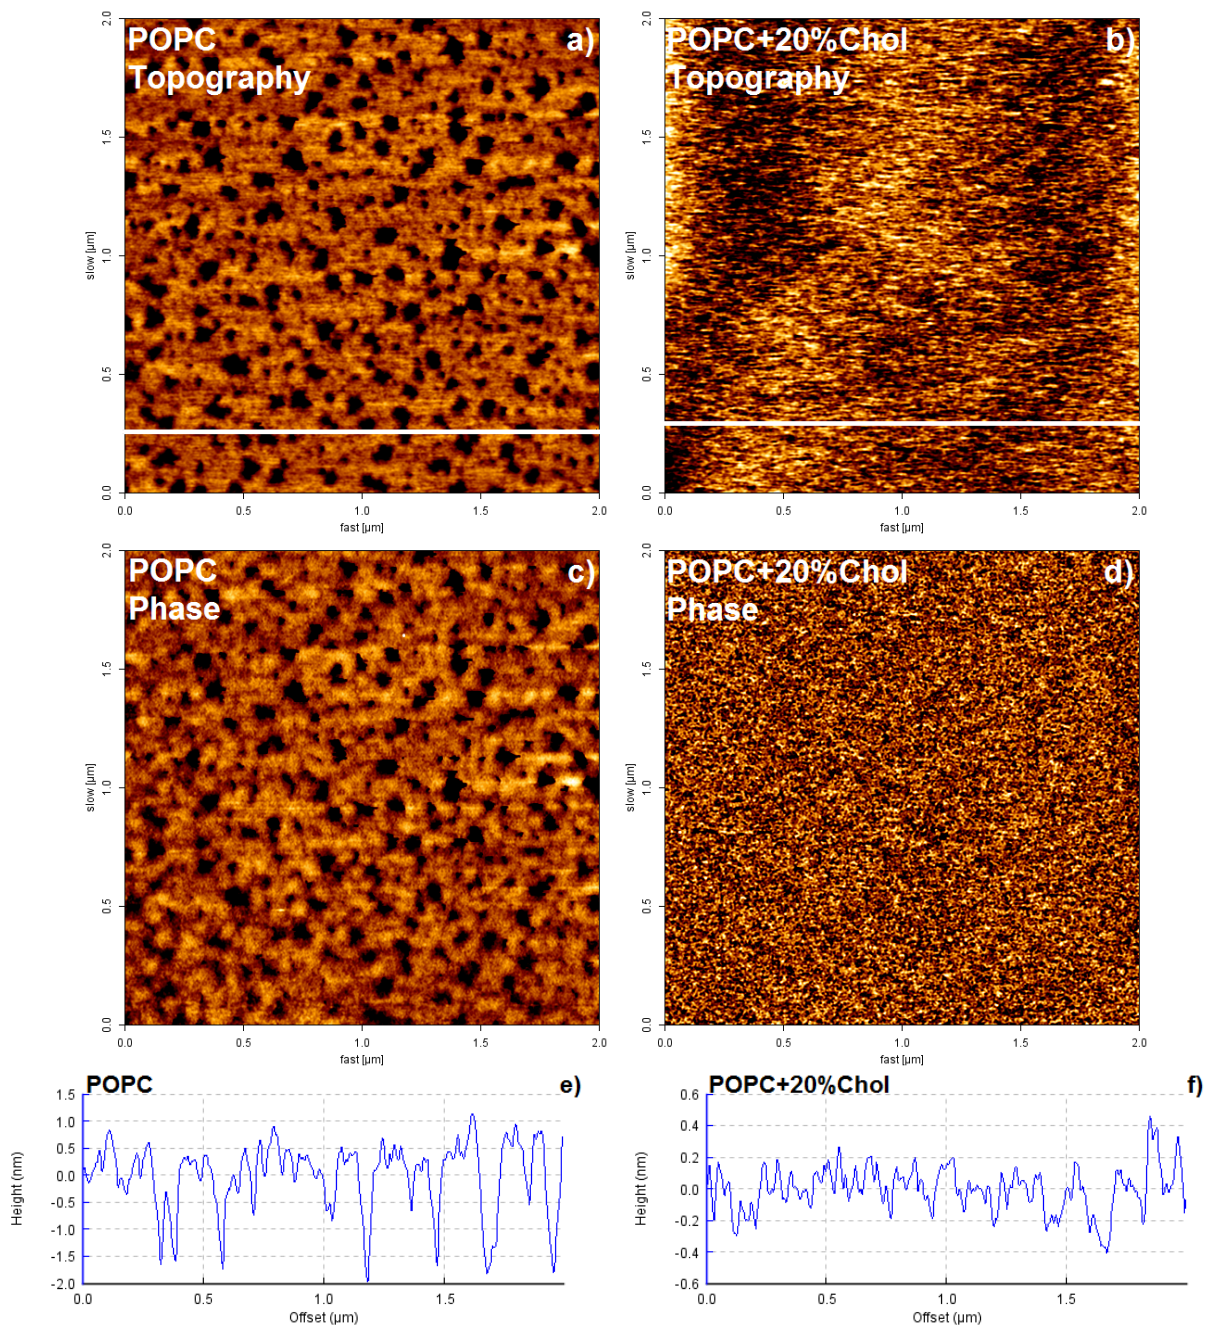 POPC a)
Topography
2.0
1.5
1.0
0.5
0.0
slow [µm]
0.0 0.5 1.0 1.5 2.0
fast [µm]
POPC+20%Chol b)
Topography
2.0
1.5
1.0
0.5
0.0
slow [µm]
0.0 0.5 1.0 1.5 2.0
fast [µm]
POPC c)
Phase
2.0
1.5
1.0
0.5
0.0
slow [µm]
0.0 0.5 1.0 1.5 2.0
fast [µm]
POPC+20%Chol d)
Phase
2.0
1.5
1.0
0.5
0.0
slow [µm]
0.0 0.5 1.0 1.5 2.0
fast [µm]
POPC e)
1.5
1.0
0.5
0.0
-0.5
-1.0
-1.5
-2.0
Height (nm)
0.0 0.5 1.0 1.5
Offset (µm)
POPC+20%Chol f)
0.6
0.4
0.2
0.0
-0.2
-0.4
-0.6
Height (nm)
0.0 0.5 1.0 1.5
Offset (µm)